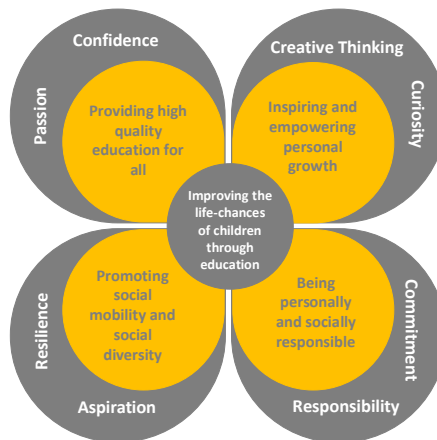 Confidence
Passion
Providing high
quality
education for
all
Creative Thinking
Curiosity
Inspiring and
empowering
personal
growth
Improving the
life-chances
of children
through
education
Resilience
Aspiration
Promoting
social
mobility and
social
diversity
Being
personally
and socially
responsible
Commitment
Responsibility